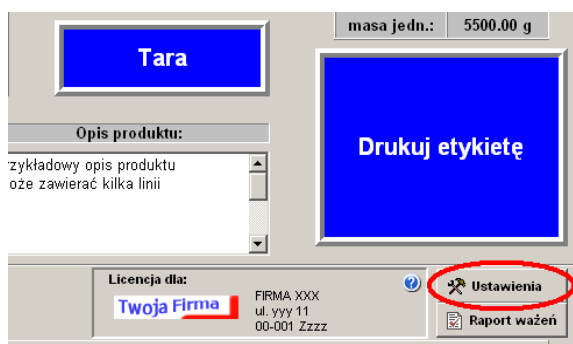 masa jedn.: 5500.00 g
Tara
Drukuj etykietę
Opis produktu:
rzykładowy opis produktu
oże zawierać kilka linii
Licencja dla:
Twoja Firma
FIRMA XXX
ul. yyy 11
00-001 Zzzz
?
Ustawienia
Raport ważeń